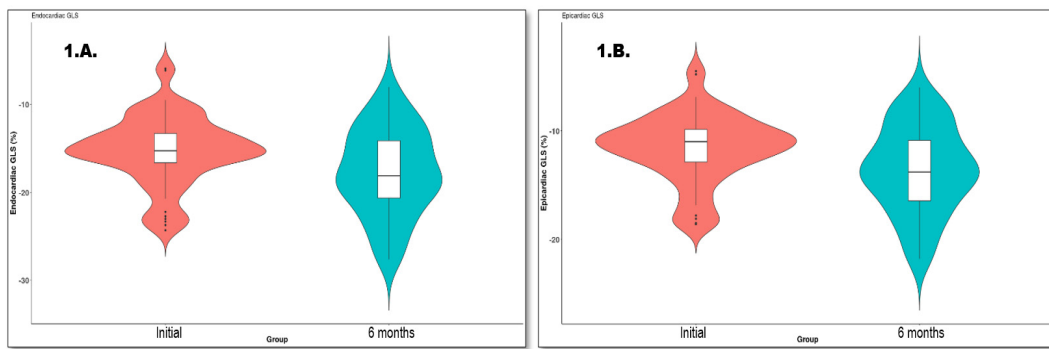 Endocardiac GLS
1.A.
-10
-20
-30
Endocardiac GLS (%)
Initial
6 months
Group
Epicardiac GLS
1.B.
-10
-20
Epicardiac GLS (%)
Initial
6 months
Group